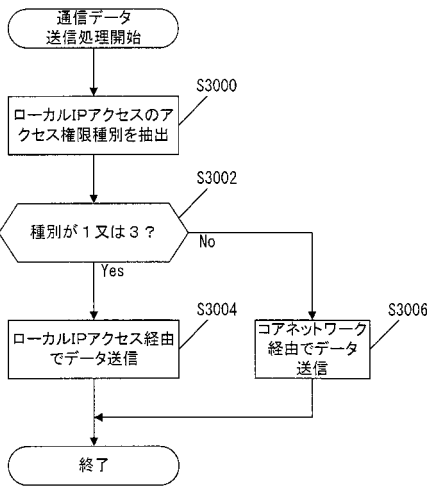 通信データ
送信処理開始
S3000
ローカルIPアクセスのア
クセス権限種別を抽出
S3002
種別が1又は3?
No
Yes
S3004
ローカルIPアクセス経由
でデータ送信
S3006
コアネットワーク
経由でデータ
送信
終了